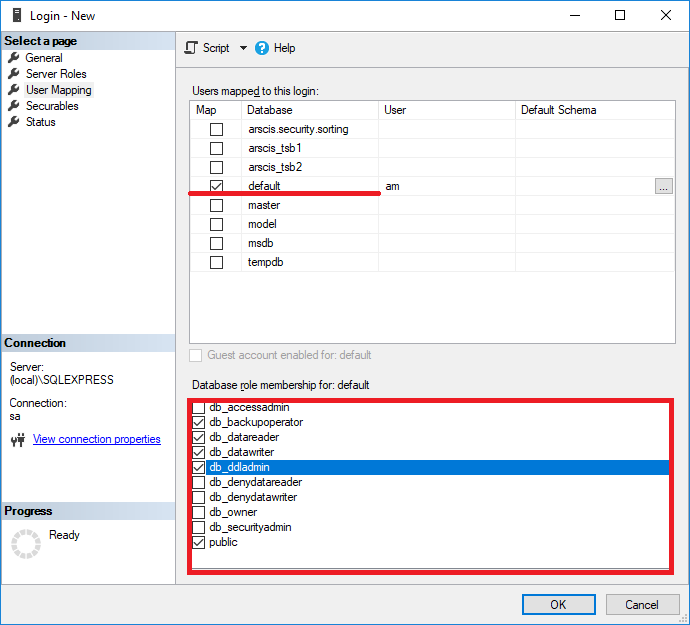 Login - New
Select a page
General
Server Roles
User Mapping
Securables
Status
Connection
Server:
(local)\SQLEXPRESS
Connection:
sa
View connection properties
Progress
Ready
Script Help
Users mapped to this login:
Map Database User Default Schema
arscis.security.sorting
arscis_tsb1
arscis_tsb2
default am ...
master
model
msdb
tempdb
Guest account enabled for: default
Database role membership for: default
db_accessadmin
db_backupoperator
db_datareader
db_datawriter
db_ddladmin
db_denydatareader
db_denydatawriter
db_owner
db_securityadmin
public
OK Cancel